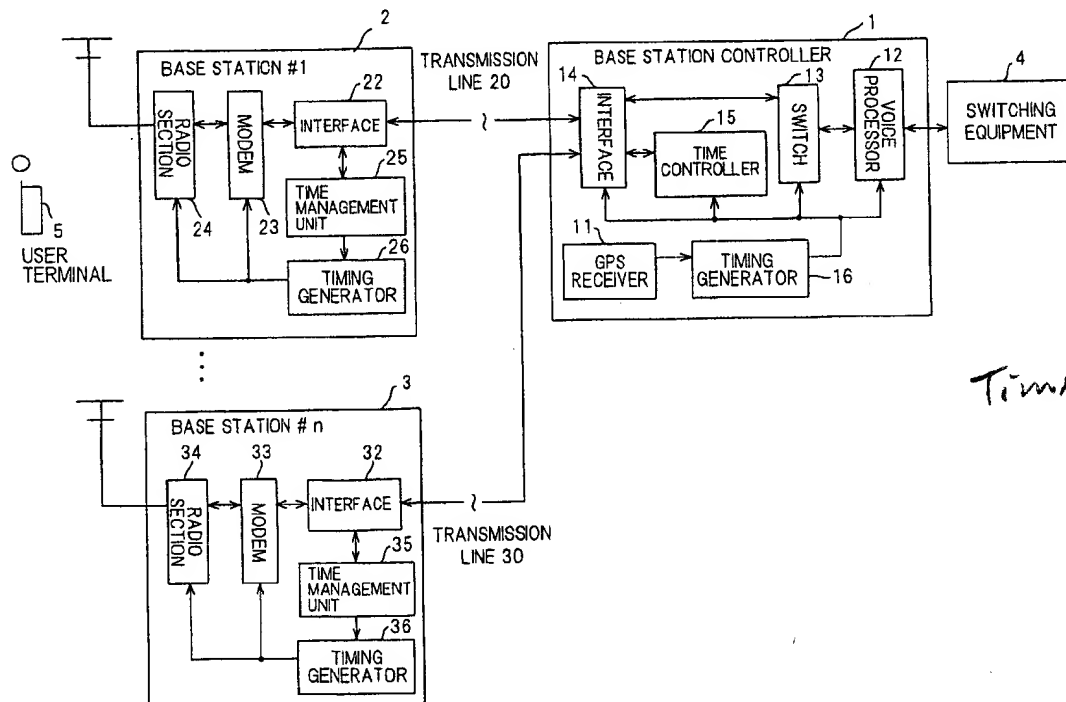 2
BASE STATION #1
22
INTERFACE
RADIO SECTION
MODEM
25
TIME MANAGEMENT UNIT
24
23
26
TIMING GENERATOR
5
USER TERMINAL
TRANSMISSION LINE 20
1
BASE STATION CONTROLLER
14
INTERFACE
13
SWITCH
12
VOICE PROCESSOR
15
TIME CONTROLLER
11
GPS RECEIVER
TIMING GENERATOR
16
4
SWITCHING EQUIPMENT
3
BASE STATION # n
34
RADIO SECTION
33
MODEM
32
INTERFACE
35
TIME MANAGEMENT UNIT
36
TIMING GENERATOR
TRANSMISSION LINE 30